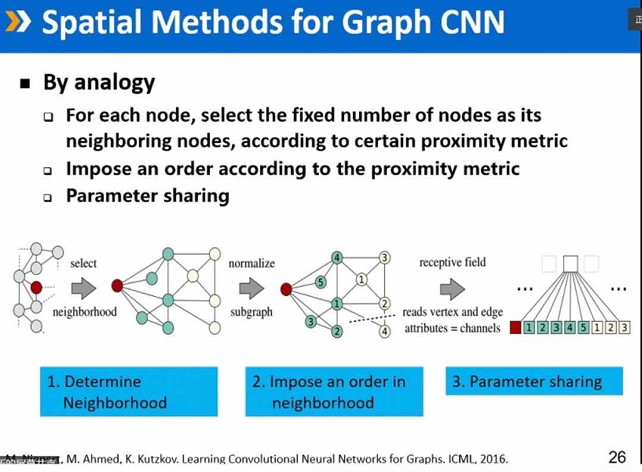 Spatial Methods for Graph CNN
By analogy
For each node, select the fixed number of nodes as its
neighboring nodes, according to certain proximity metric
Impose an order according to the proximity metric
Parameter sharing
select
neighborhood
normalize
subgraph
4
3
5
1
1
2
3
2
4
receptive field
reads vertex and edge
attributes = channels
...
...
1 2 3 4 5 1 2 3
1. Determine
Neighborhood
2. Impose an order in
neighborhood
3. Parameter sharing
, M. Ahmed, K. Kutzkov. Learning Convolutional Neural Networks for Graphs. ICML, 2016.
26